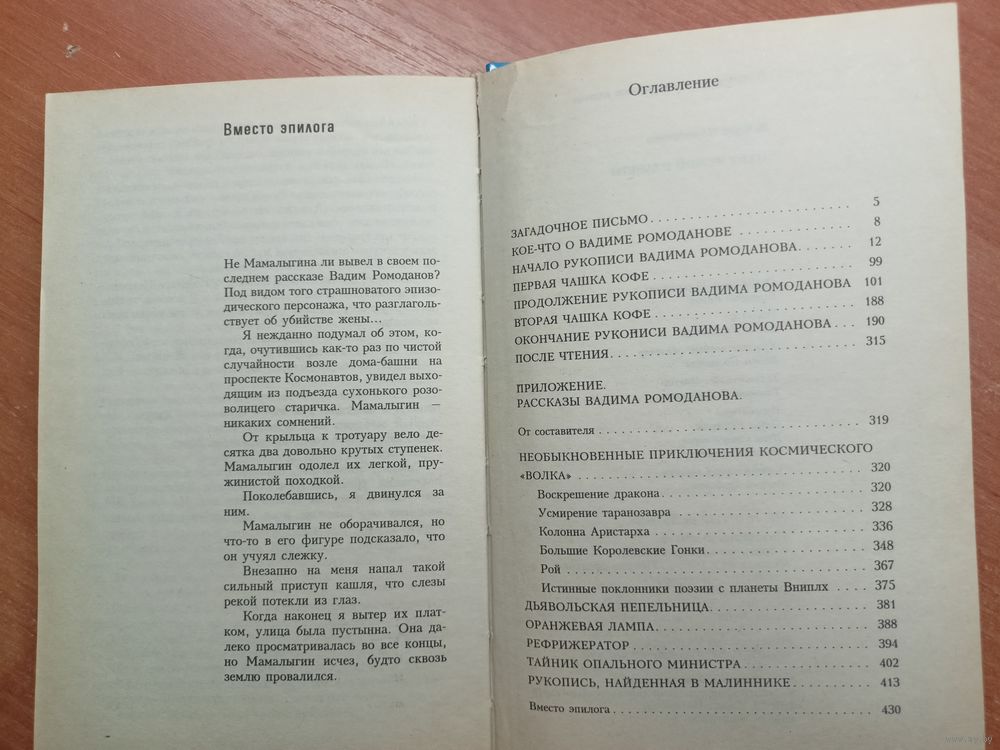 Вместо эпилога
Не Мамалыгина ли вывел в своем по-
следнем рассказе Вадим Ромоданов?
Под видом того страшноватого эпизо-
дического персонажа, что разглаголь-
ствует об убийстве жены...
Я нежданно подумал об этом, ко-
гда, очутившись как-то раз по чистой
случайности возле дома-башни на
проспекте Космонавтов, увидел выхо-
дящим из подъезда сухонького розо-
волицего старичка. Мамалыгин —
никаких сомнений.
От крыльца к тротуару вело де-
сятка два довольно крутых ступенек.
Мамалыгин одолел их легкой, пру-
жинистой походкой.
Поколебавшись, я двинулся за
ним.
Мамалыгин не оборачивался, но
что-то в его фигуре подсказало, что
он учуял слежку.
Внезапно на меня напал такой
сильный приступ кашля, что слезы
рекой потекли из глаз.
Когда наконец я вытер их плат-
ком, улица была пустынна. Она да-
леко просматривалась во все концы,
но Мамалыгин исчез, будто сквозь
землю провалился.
Оглавление
ЗАГАДОЧНОЕ ПИСЬМО . . . . . 5
КОЕ-ЧТО О ВАДИМЕ РОМОДАНОВЕ . . . . . 8
НАЧАЛО РУКОПИСИ ВАДИМА РОМОДАНОВА . . . . . 12
ПЕРВАЯ ЧАШКА КОФЕ . . . . . 99
ПРОДОЛЖЕНИЕ РУКОПИСИ ВАДИМА РОМОДАНОВА 101
ВТОРАЯ ЧАШКА КОФЕ . . . . . 188
ОКОНЧАНИЕ РУКОПИСИ ВАДИМА РОМОДАНОВА . . . 190
ПОСЛЕ ЧТЕНИЯ . . . . . 315
ПРИЛОЖЕНИЕ.
РАССКАЗЫ ВАДИМА РОМОДАНОВА.
От составителя . . . . . 319
НЕОБЫКНОВЕННЫЕ ПРИКЛЮЧЕНИЯ КОСМИЧЕСКОГО
«ВОЛКА» . . . . . 320
Воскрешение дракона . . . . . 320
Усмирение таранозавра . . . . . 328
Колонна Аристарха . . . . . 336
Большие Королевские Гонки . . . . . 348
Рой . . . . . 367
Истинные поклонники поэзии с планеты Вниплх . . . . 375
ДЬЯВОЛЬСКАЯ ПЕПЕЛЬНИЦА . . . . . 381
ОРАНЖЕВАЯ ЛАМПА . . . . . 388
РЕФРИЖЕРАТОР . . . . . 394
ТАЙНИК ОПАЛЬНОГО МИНИСТРА . . . . . 402
РУКОПИСЬ, НАЙДЕННАЯ В МАЛИННИКЕ . . . . . 413
Вместо эпилога . . . . . 430